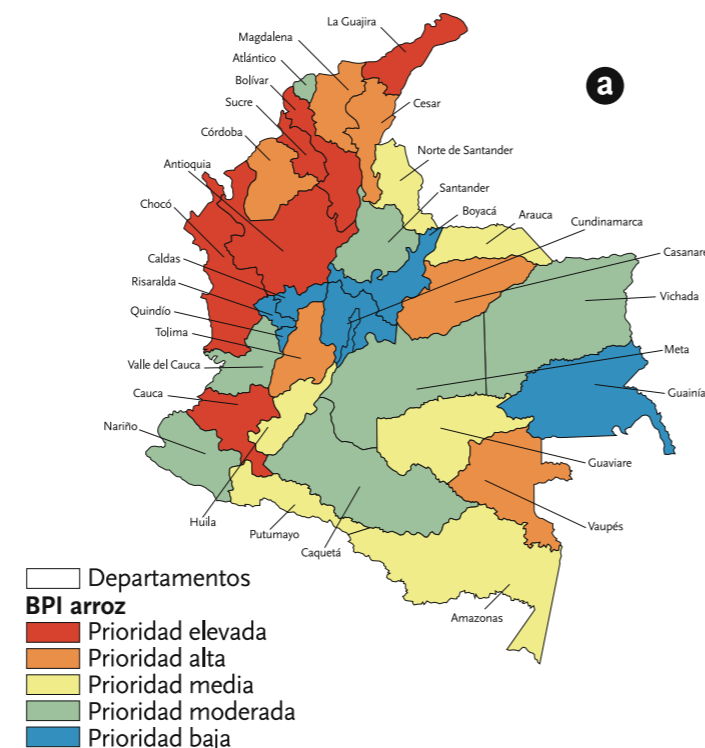 La Guajira
Magdalena
Atlántico
Bolívar
Sucre
a
Cesar
Córdoba
Norte de Santander
Antioquia
Santander
Chocó
Boyacá
Arauca
Cundinamarca
Casanare
Caldas
Risaralda
Vichada
Quindío
Tolima
Meta
Valle del Cauca
Cauca
Guainía
Nariño
Guaviare
Huila
Putumayo
Vaupés
Caquetá
Amazonas
Departamentos
BPI arroz
Prioridad elevada
Prioridad alta
Prioridad media
Prioridad moderada
Prioridad baja